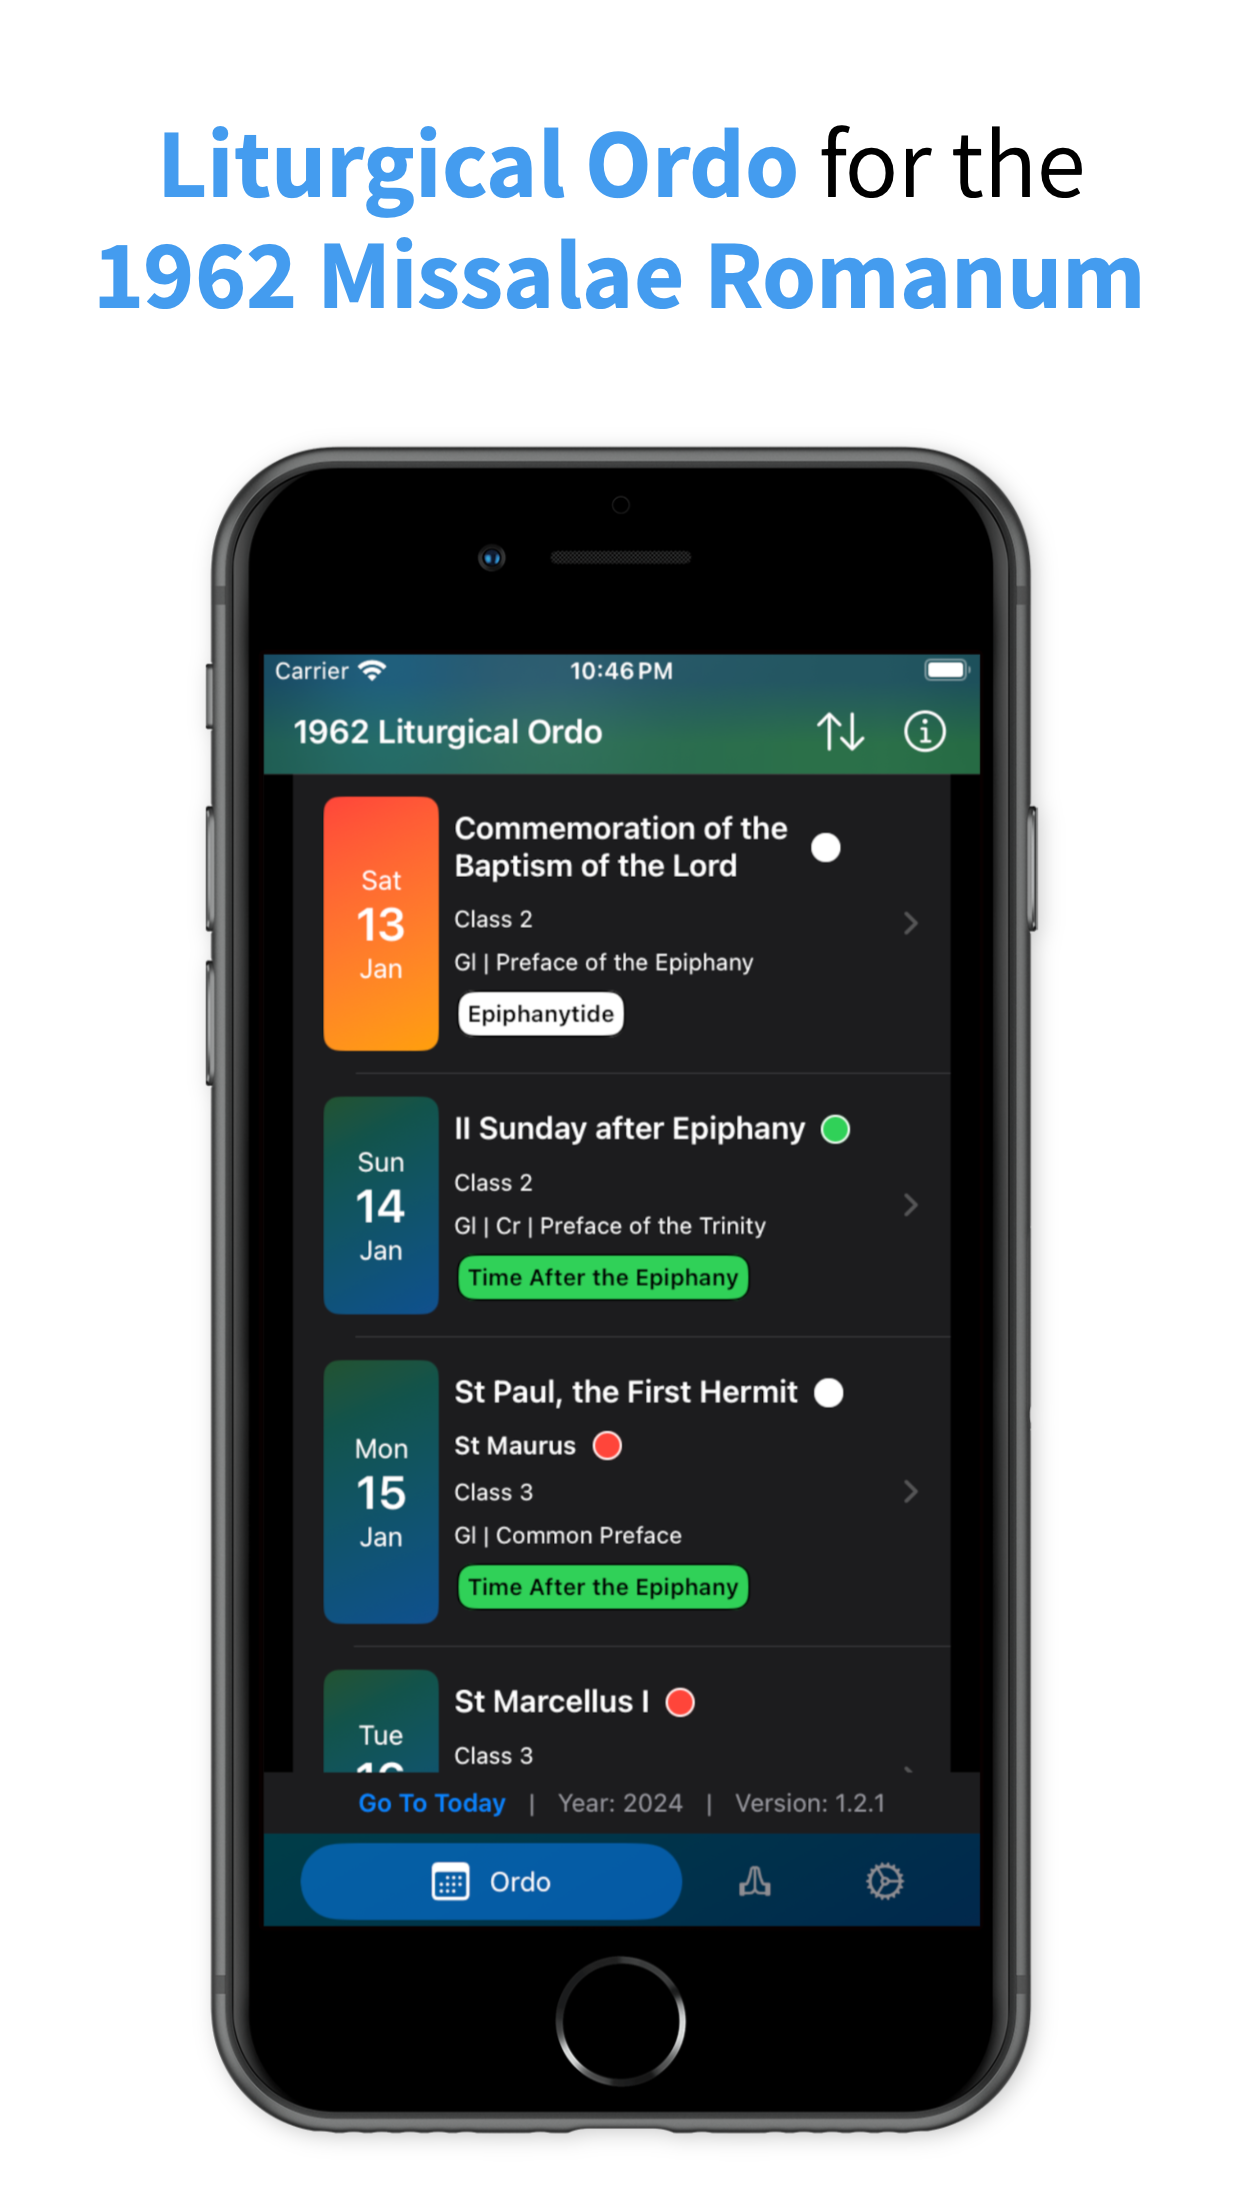 Liturgical Ordo for the
1962 Missalae Romanum
Carrier 10:46 PM
1962 Liturgical Ordo
Sat
13
Jan
Commemoration of the
Baptism of the Lord
Class 2
Gl | Preface of the Epiphany
Epiphanytide
Sun
14
Jan
II Sunday after Epiphany
Class 2
Gl | Cr | Preface of the Trinity
Time After the Epiphany
Mon
15
Jan
St Paul, the First Hermit
St Maurus
Class 3
Gl | Common Preface
Time After the Epiphany
Tue
St Marcellus I
Class 3
Go To Today | Year: 2024 | Version: 1.2.1
Ordo